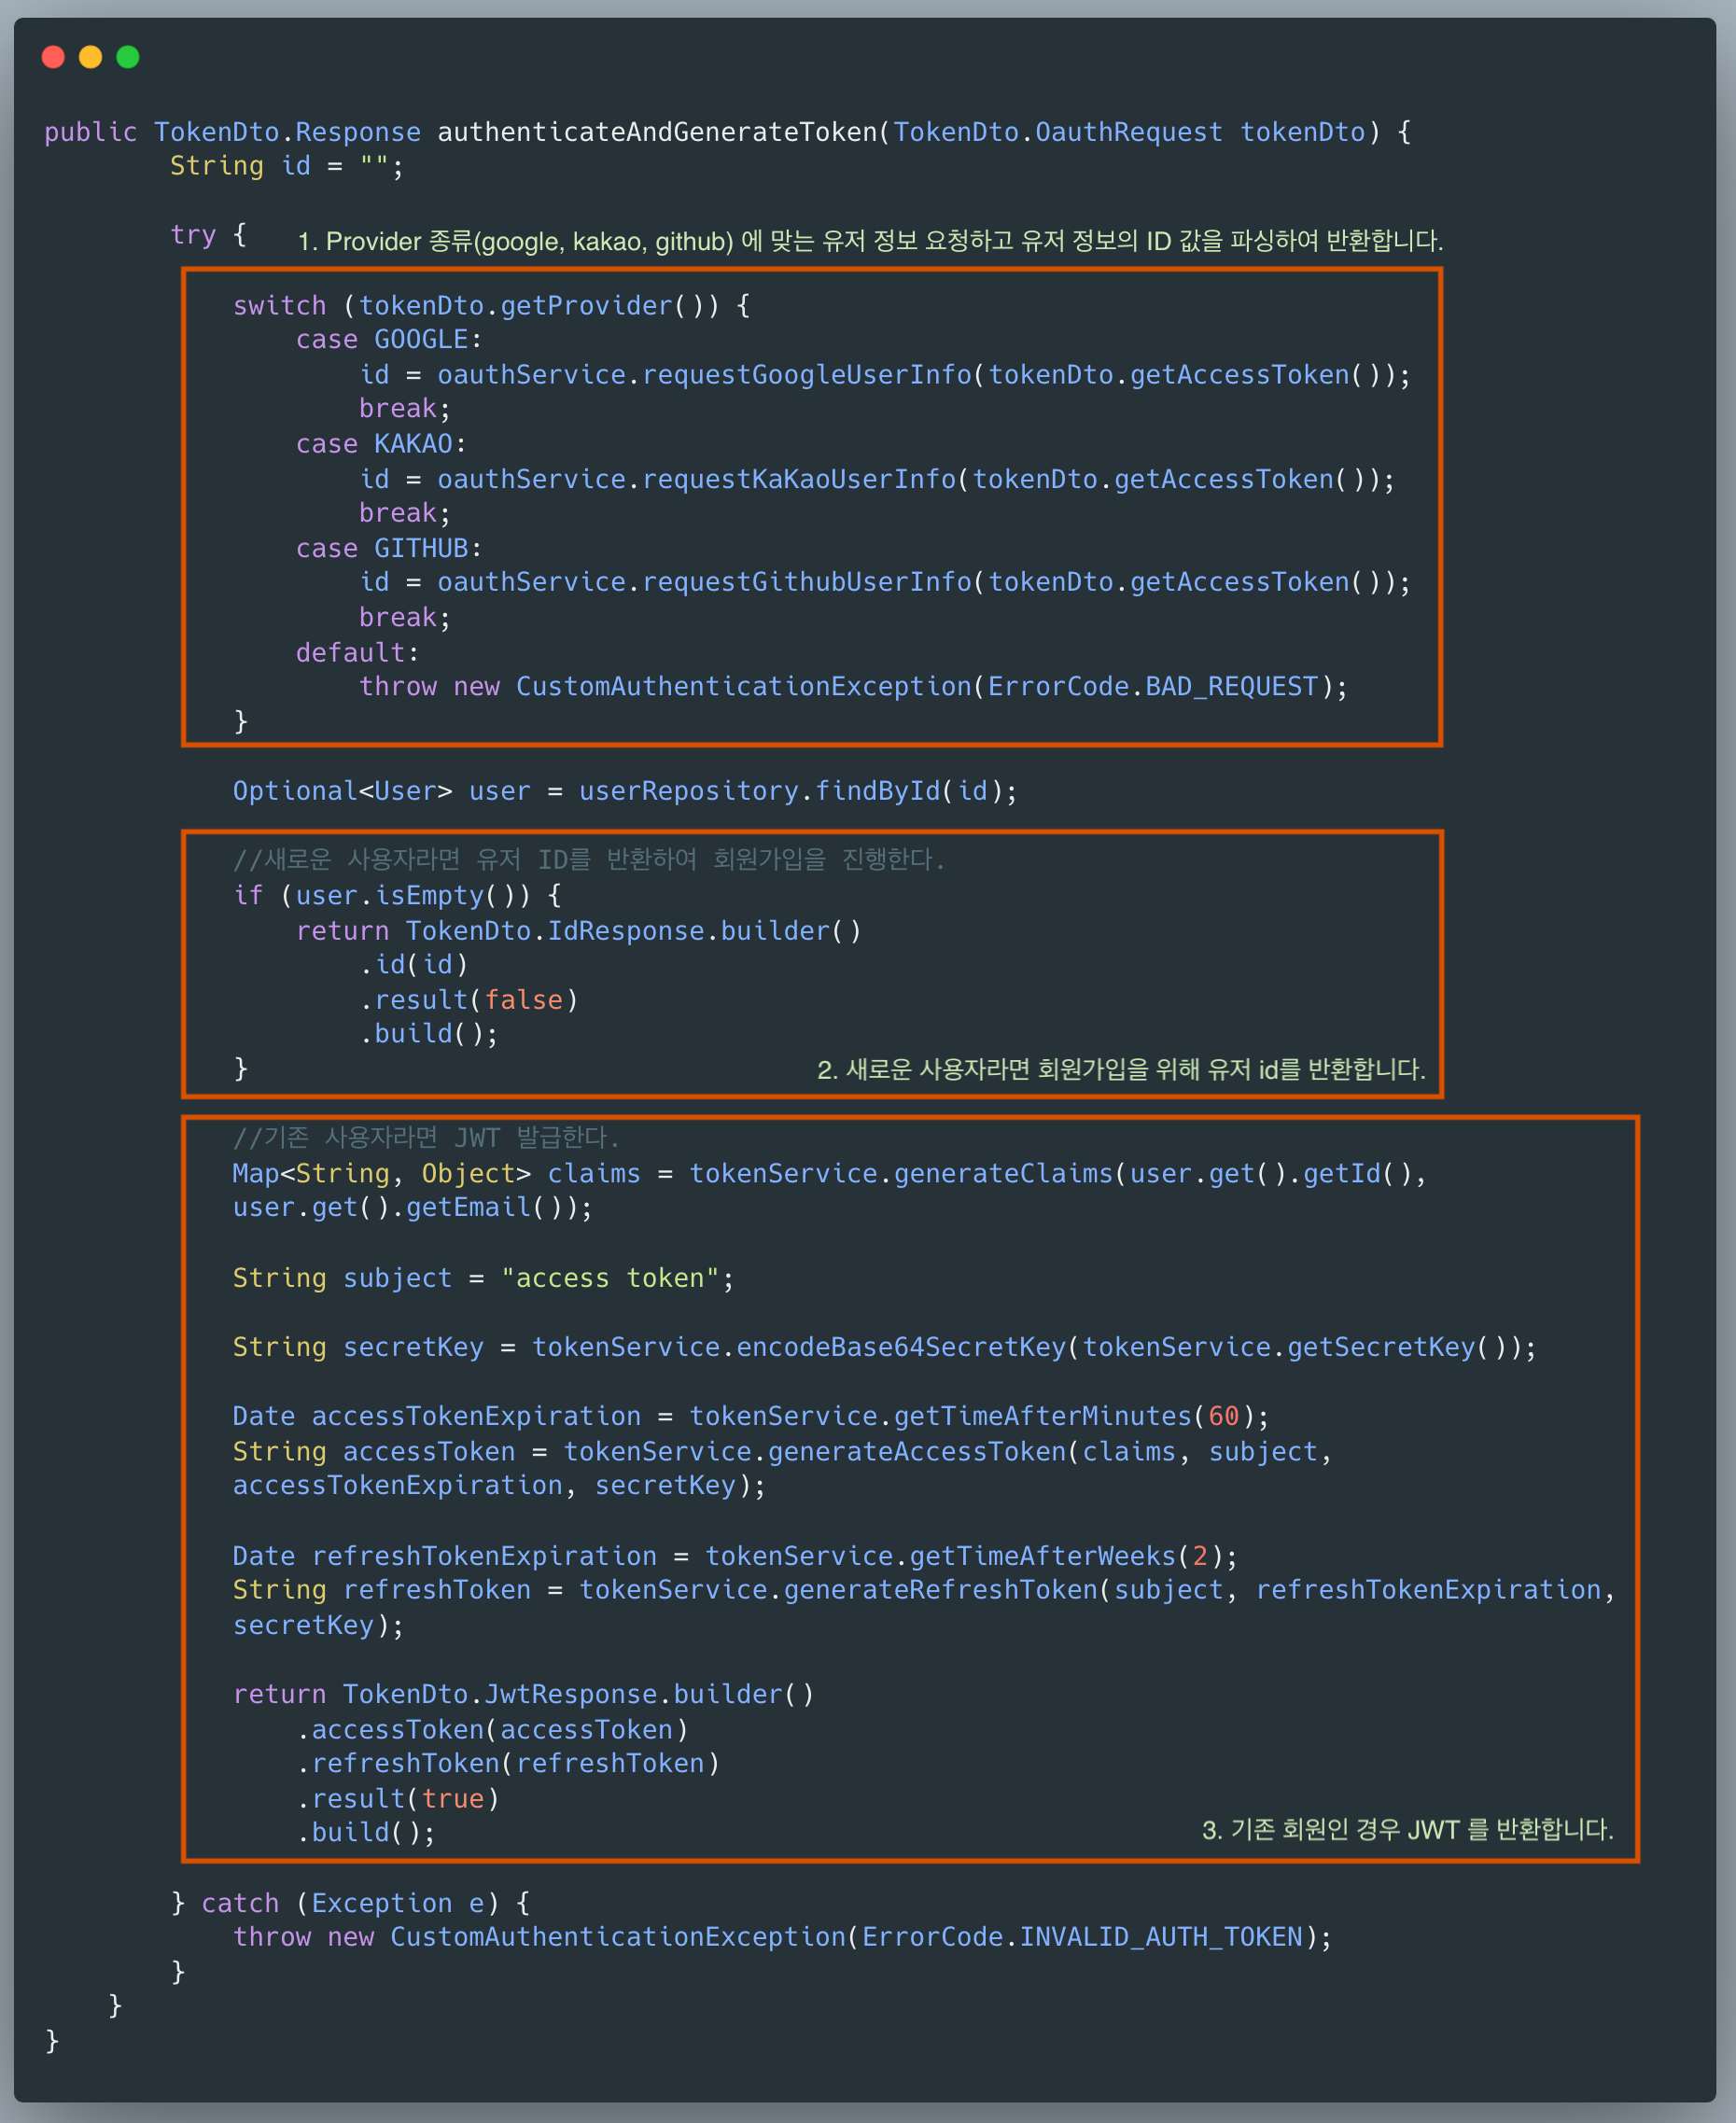 public TokenDto.Response authenticateAndGenerateToken(TokenDto.OauthRequest tokenDto) {
String id = "";
try {
1. Provider 종류(google, kakao, github) 에 맞는 유저 정보 요청하고 유저 정보의 ID 값을 파싱하여 반환합니다.
switch (tokenDto.getProvider()) {
case GOOGLE:
id = oauthService.requestGoogleUserInfo(tokenDto.getAccessToken());
break;
case KAKAO:
id = oauthService.requestKaKaoUserInfo(tokenDto.getAccessToken());
break;
case GITHUB:
id = oauthService.requestGithubUserInfo(tokenDto.getAccessToken());
break;
default:
throw new CustomAuthenticationException(ErrorCode.BAD_REQUEST);
}
Optional<User> user = userRepository.findById(id);
//새로운 사용자라면 유저 ID를 반환하여 회원가입을 진행한다.
if (user.isEmpty()) {
return TokenDto.IdResponse.builder()
.id(id)
.result(false)
.build();
}
2. 새로운 사용자라면 회원가입을 위해 유저 id를 반환합니다.
//기존 사용자라면 JWT 발급한다.
Map<String, Object> claims = tokenService.generateClaims(user.get().getId(),
user.get().getEmail());
String subject = "access token";
String secretKey = tokenService.encodeBase64SecretKey(tokenService.getSecretKey());
Date accessTokenExpiration = tokenService.getTimeAfterMinutes(60);
String accessToken = tokenService.generateAccessToken(claims, subject,
accessTokenExpiration, secretKey);
Date refreshTokenExpiration = tokenService.getTimeAfterWeeks(2);
String refreshToken = tokenService.generateRefreshToken(subject, refreshTokenExpiration,
secretKey);
return TokenDto.JwtResponse.builder()
.accessToken(accessToken)
.refreshToken(refreshToken)
.result(true)
.build();
3. 기존 회원인 경우 JWT 를 반환합니다.
} catch (Exception e) {
throw new CustomAuthenticationException(ErrorCode.INVALID_AUTH_TOKEN);
}
}
}